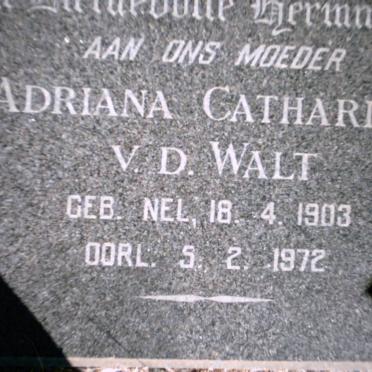 AAN ONS MOEDER
ADRIANA
V. D. WALT
GEB. NEL, 18. 4. 1903
OORL. 5. 2. 1972